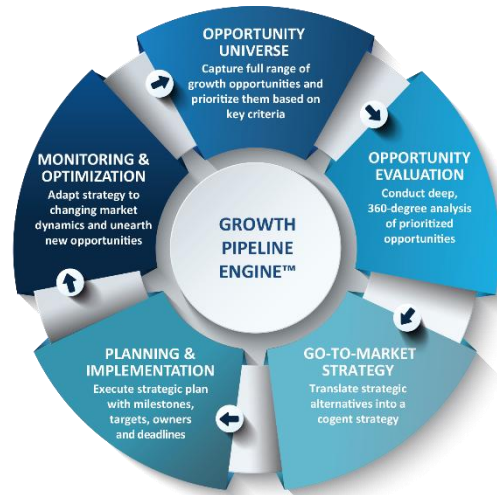 OPPORTUNITY
UNIVERSE
Capture full range of
growth opportunities and
prioritize them based on
key criteria
OPPORTUNITY
EVALUATION
Conduct deep,
360-degree analysis
of prioritized
opportunities
GO-TO-MARKET
STRATEGY
Translate strategic
alternatives into a
cogent strategy
PLANNING &
IMPLEMENTATION
Execute strategic plan
with milestones,
targets, owners
and deadlines
MONITORING &
OPTIMIZATION
Adapt strategy to
changing market
dynamics and unearth
new opportunities
GROWTH
PIPELINE
ENGINE™